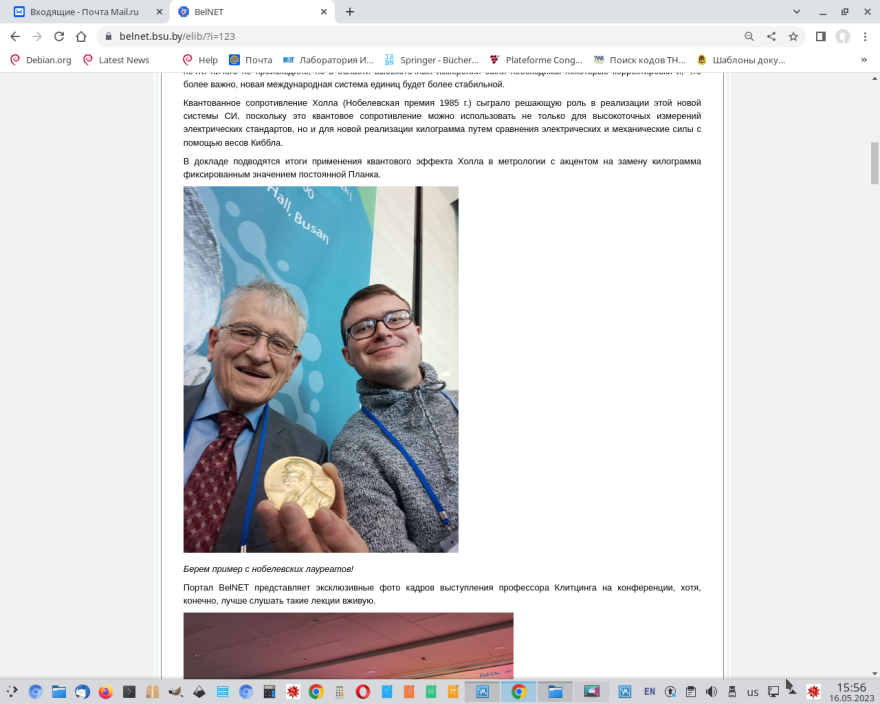 Входящие - Почта Mail.ru
BelNET
belnet.bsu.by/elib/?i=123
Debian.org
Latest News
Help
Почта
Лаборатория И...
Springer - Bücher...
Plateforme Cong...
Поиск кодов ТН...
Шаблоны доку...
более важно, новая международная система единиц будет более стабильной.
Квантованное сопротивление Холла (Нобелевская премия 1985 г.) сыграло решающую роль в реализации этой новой
системы СИ, поскольку это квантовое сопротивление можно использовать не только для высокоточных измерений
электрических стандартов, но и для новой реализации килограмма путем сравнения электрических и механические силы с
помощью весов Киббла.
В докладе подводятся итоги применения квантового эффекта Холла в метрологии с акцентом на замену килограмма
фиксированным значением постоянной Планка.
Hall, Busan
Берем пример с нобелевских лауреатов!
Портал BelNET представляет эксклюзивные фото кадров выступления профессора Клитцинга на конференции, хотя,
конечно, лучше слушать такие лекции вживую.
EN
us
15:56
16.05.2023